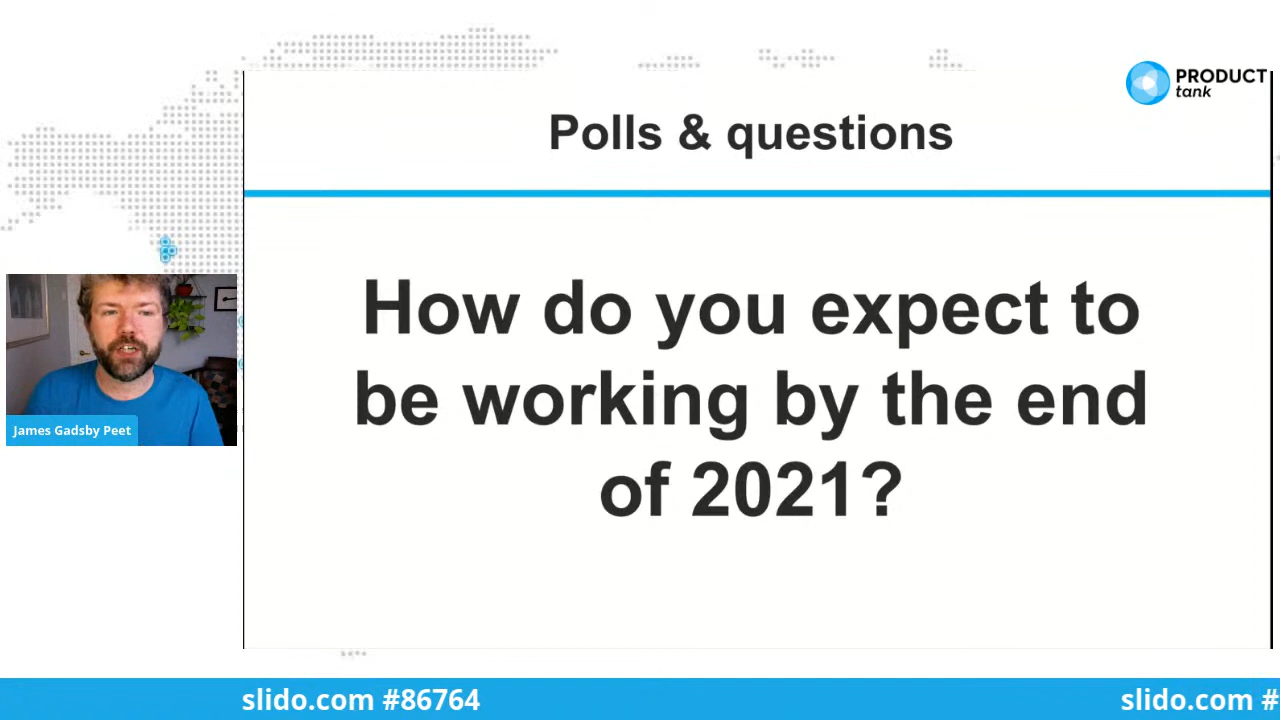 PRODUCT
tank
Polls & questions
How do you expect to
be working by the end
of 2021?
James Gadsby Peet
slido.com #86764
slido.com #